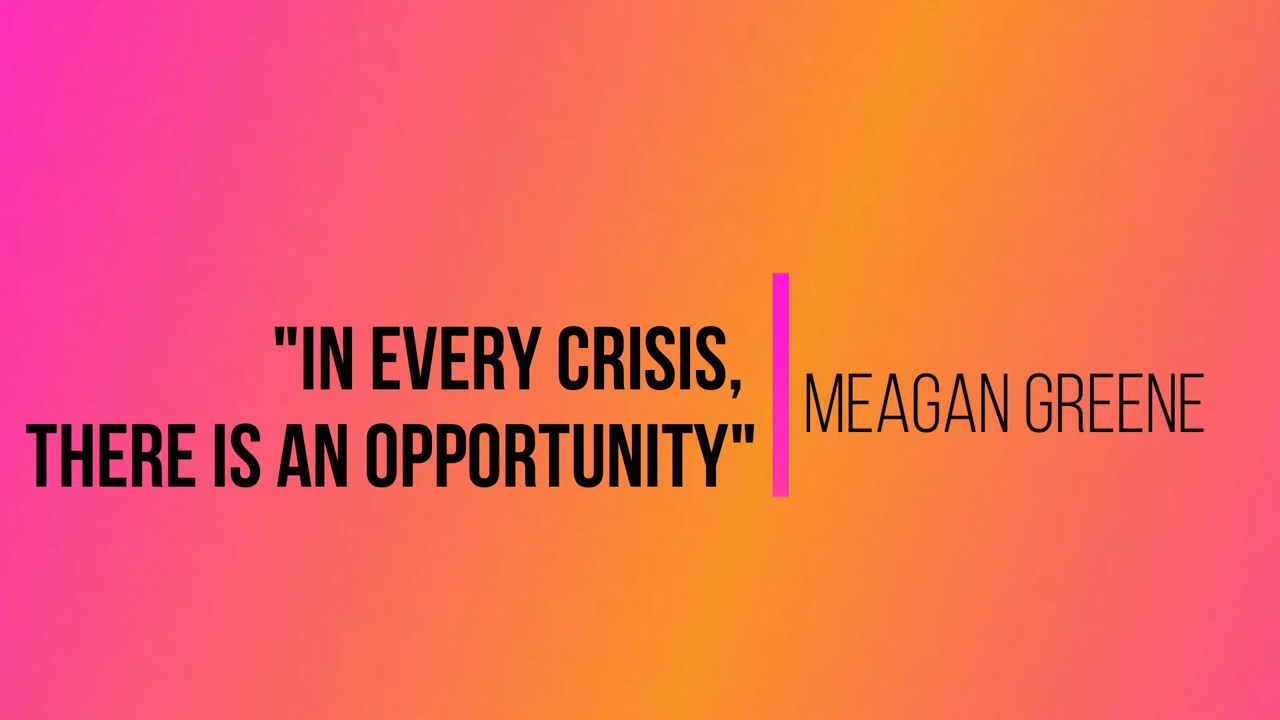 "IN EVERY CRISIS,
THERE IS AN OPPORTUNITY"
MEAGAN GREENE